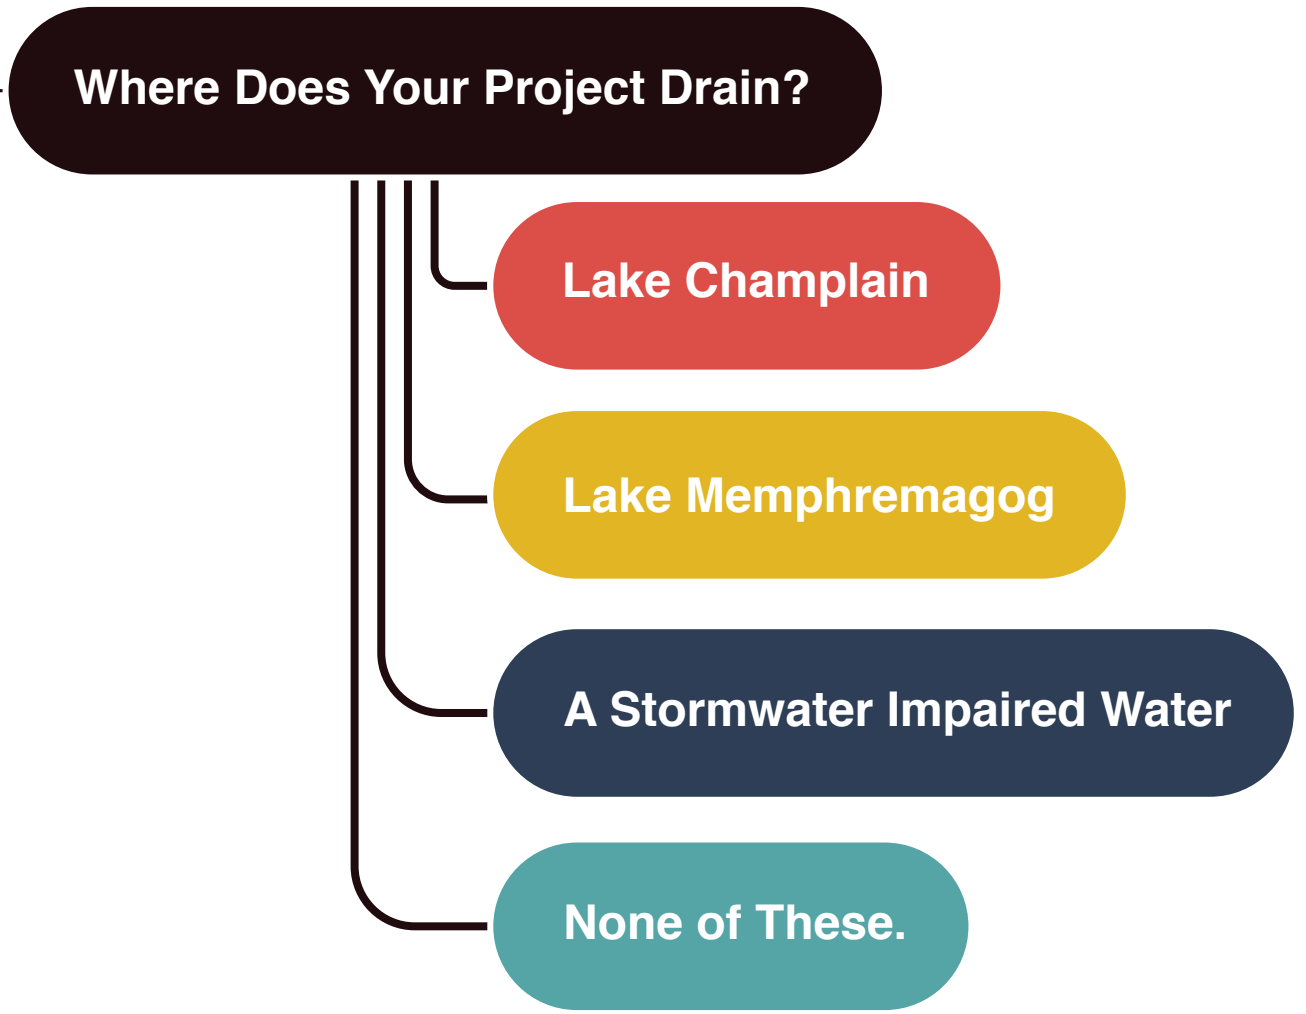 Where Does Your Project Drain?
Lake Champlain
Lake Memphremagog
A Stormwater Impaired Water
None of These.